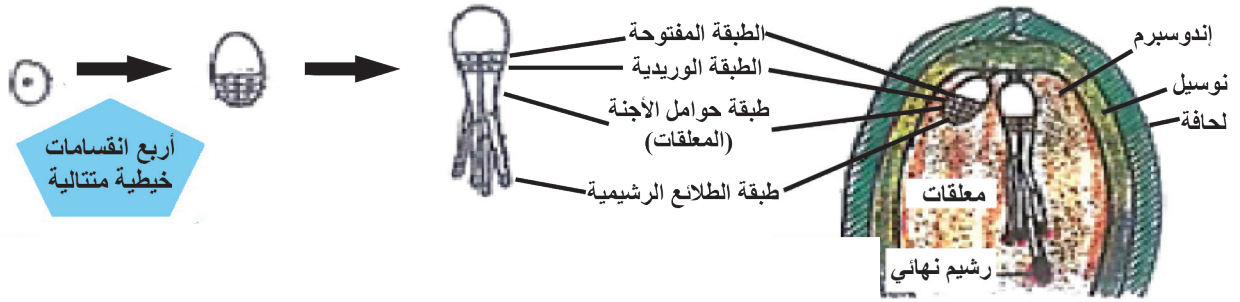 أربع انقسامات
خيطية متتالية
الطبقة المفتوحة
الطبقة الوريدية
طبقة حوامل الأجنة
(المعلقات)
طبقة الطلائع الرشيمية
إندوسبرم
نوسيل
لحافة
معلقات
رشيم نهائي